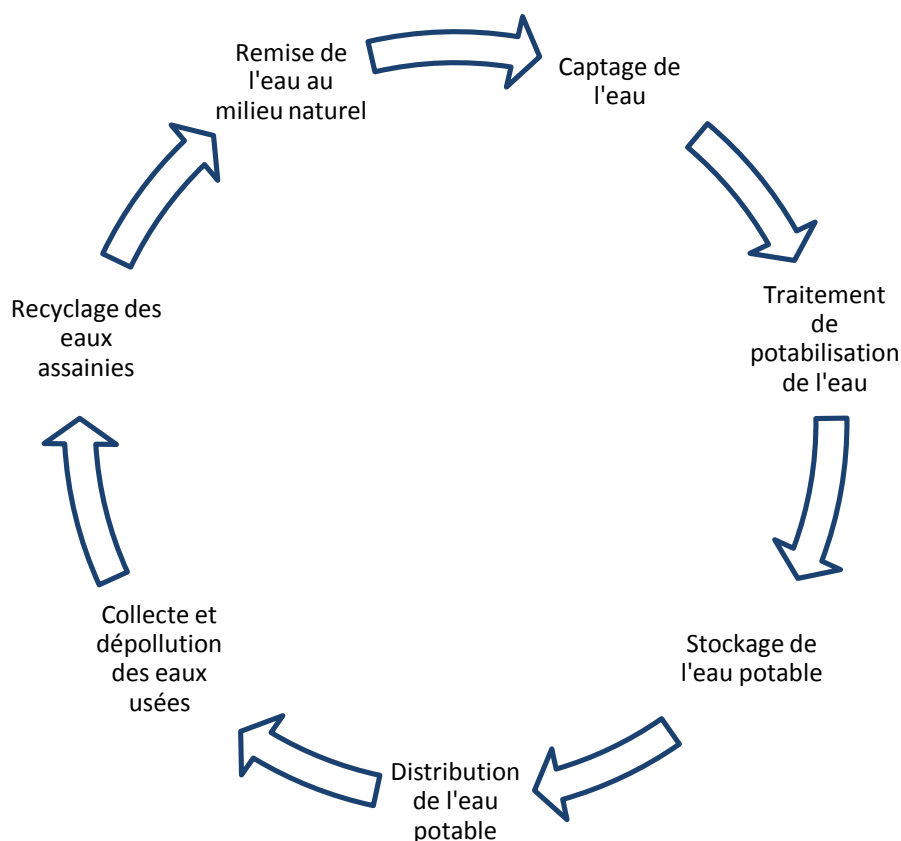 Remise de
l'eau au
milieu naturel
Captage de
l'eau
Traitement
de
potabilisation
de l'eau
Stockage de
l'eau potable
Distribution
de l'eau
potable
Collecte et
dépollution
des eaux
usées
Recyclage des
eaux
assainies